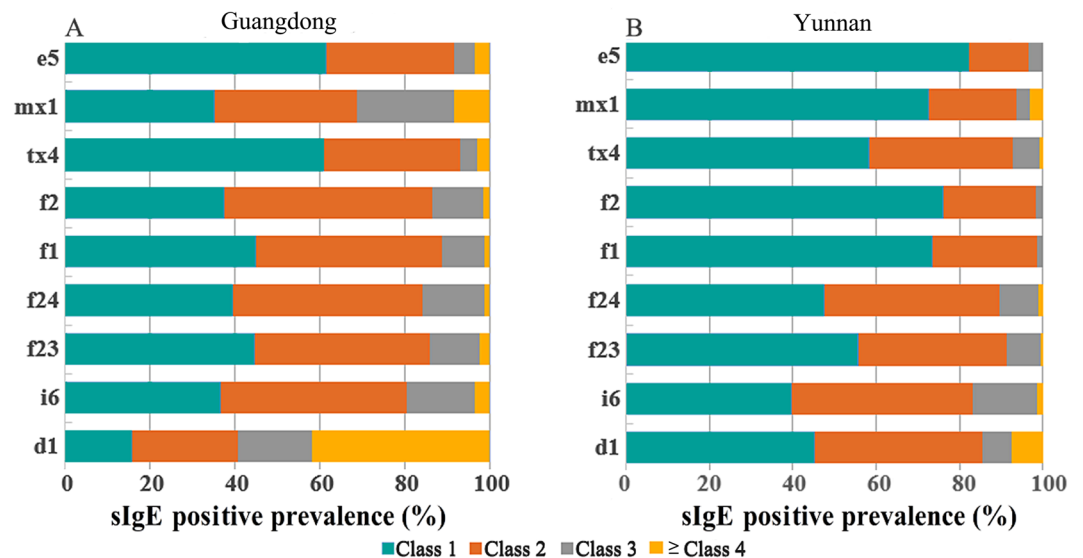 A Guangdong
e5
mx1
tx4
f2
f1
f24
f23
i6
d1
0 20 40 60 80 100
sIgE positive prevalence (%)
B Yunnan
e5
mx1
tx4
f2
f1
f24
f23
i6
d1
0 20 40 60 80 100
sIgE positive prevalence (%)
Class 1 Class 2 Class 3 ≥ Class 4